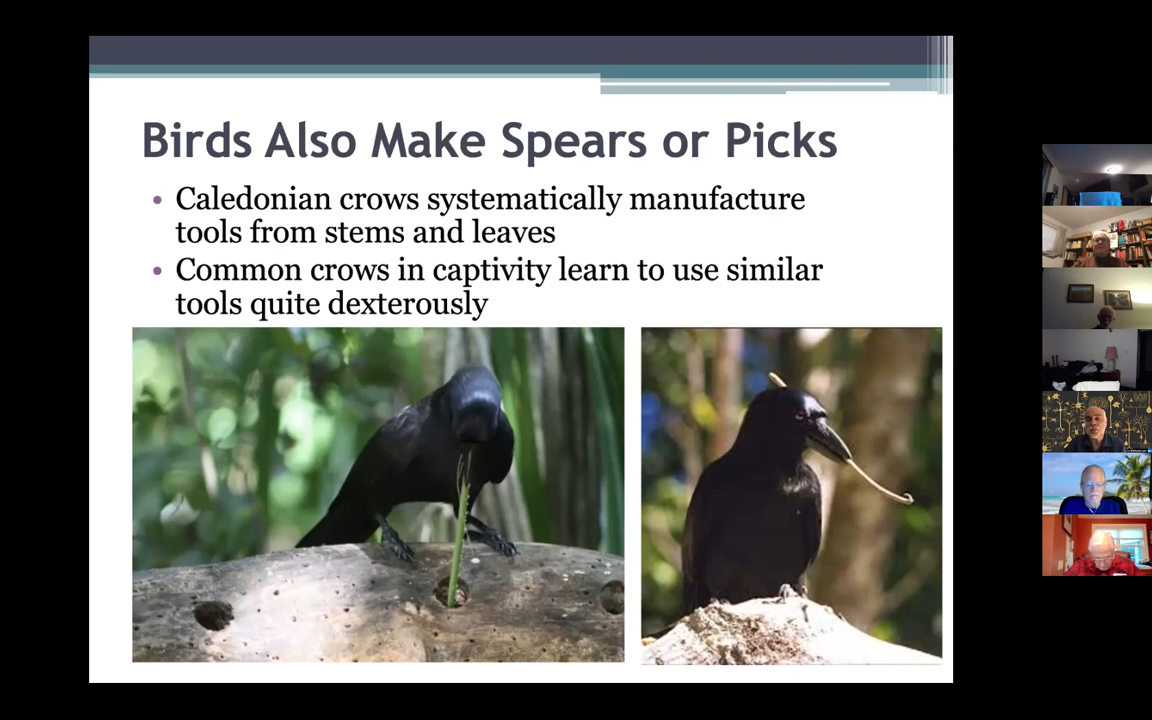 Birds Also Make Spears or Picks
• Caledonian crows systematically manufacture
tools from stems and leaves
• Common crows in captivity learn to use similar
tools quite dexterously